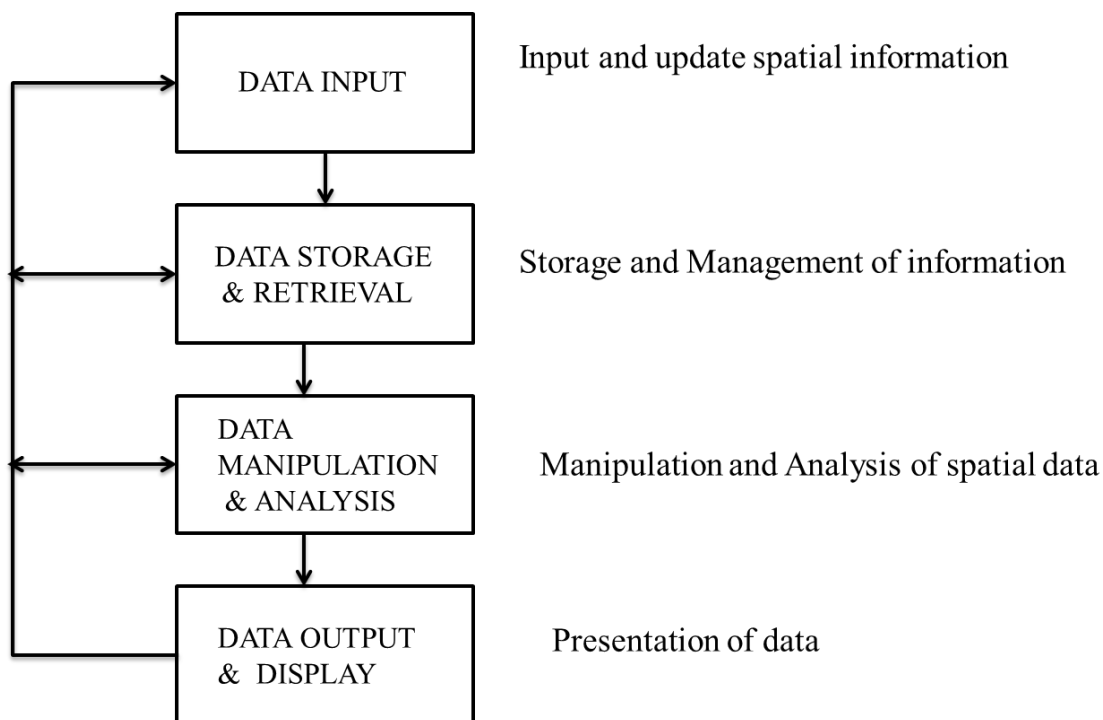 DATA INPUT
Input and update spatial information
DATA STORAGE
& RETRIEVAL
Storage and Management of information
DATA
MANIPULATION
& ANALYSIS
Manipulation and Analysis of spatial data
DATA OUTPUT
& DISPLAY
Presentation of data